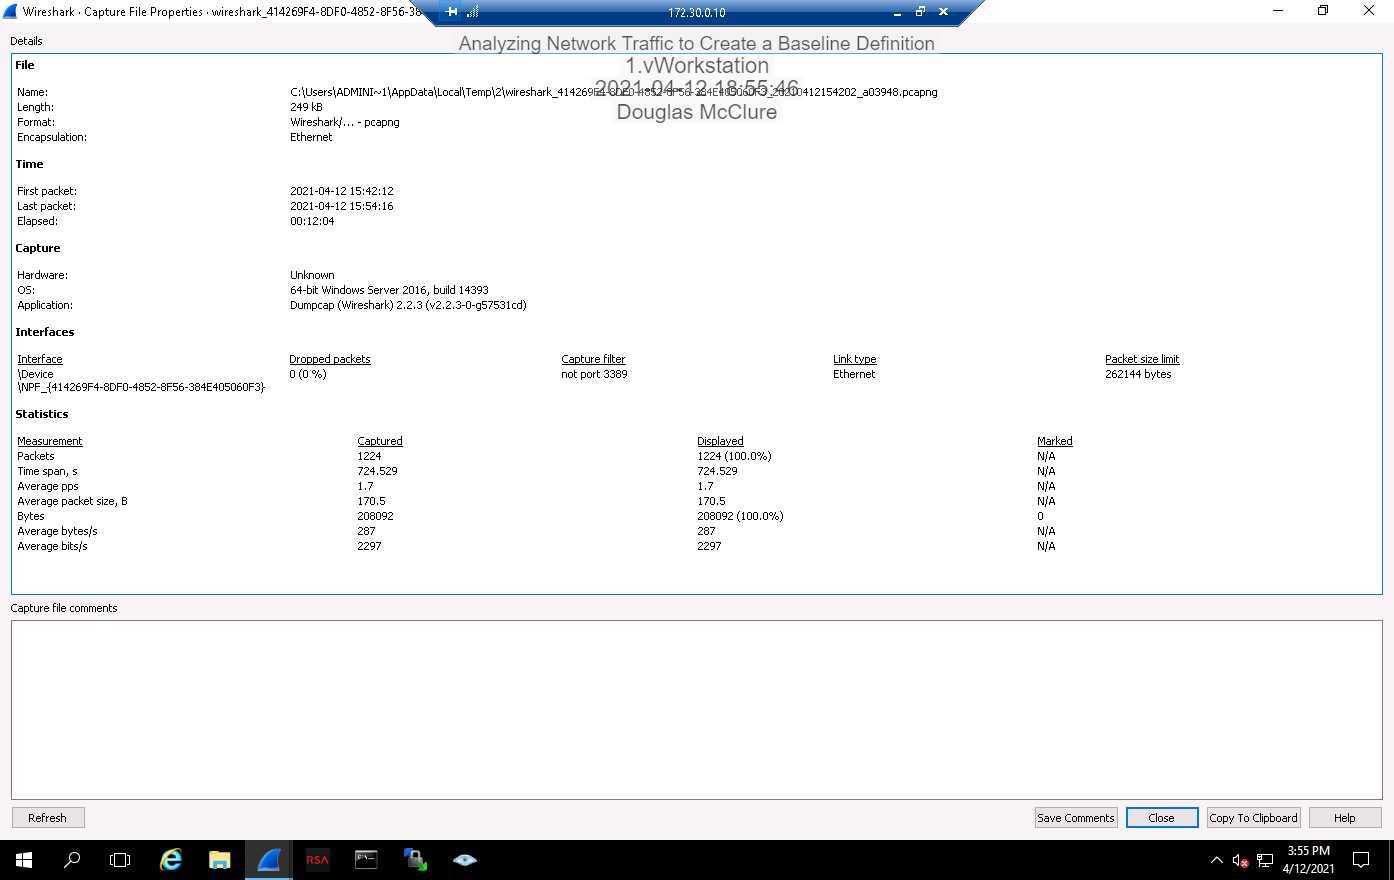 Wireshark · Capture File Properties · wireshark_414269F4-8DF0-4852-8F56-38
172.30.0.10
Details
Analyzing Network Traffic to Create a Baseline Definition
1.vWorkstation
2021-04-12 18:55:46
Douglas McClure
File
Name: C:\Users\ADMINI~1\AppData\Local\Temp\2\wireshark_414269F4-8DF0-4852-8F56-384E405060F3_20210412154202_a03948.pcapng
Length: 249 kB
Format: Wireshark/... - pcapng
Encapsulation: Ethernet
Time
First packet: 2021-04-12 15:42:12
Last packet: 2021-04-12 15:54:16
Elapsed: 00:12:04
Capture
Hardware: Unknown
OS: 64-bit Windows Server 2016, build 14393
Application: Dumpcap (Wireshark) 2.2.3 (v2.2.3-0-g57531cd)
Interfaces
Interface Dropped packets Capture filter Link type Packet size limit
\Device 0 (0 %) not port 3389 Ethernet 262144 bytes
\NPF_{414269F4-8DF0-4852-8F56-384E405060F3}
Statistics
Measurement Captured Displayed Marked
Packets 1224 1224 (100.0%) N/A
Time span, s 724.529 724.529 N/A
Average pps 1.7 1.7 N/A
Average packet size, B 170.5 170.5 N/A
Bytes 208092 208092 (100.0%) 0
Average bytes/s 287 287 N/A
Average bits/s 2297 2297 N/A
Capture file comments
Refresh Save Comments Close Copy To Clipboard Help
RSA
3:55 PM
4/12/2021